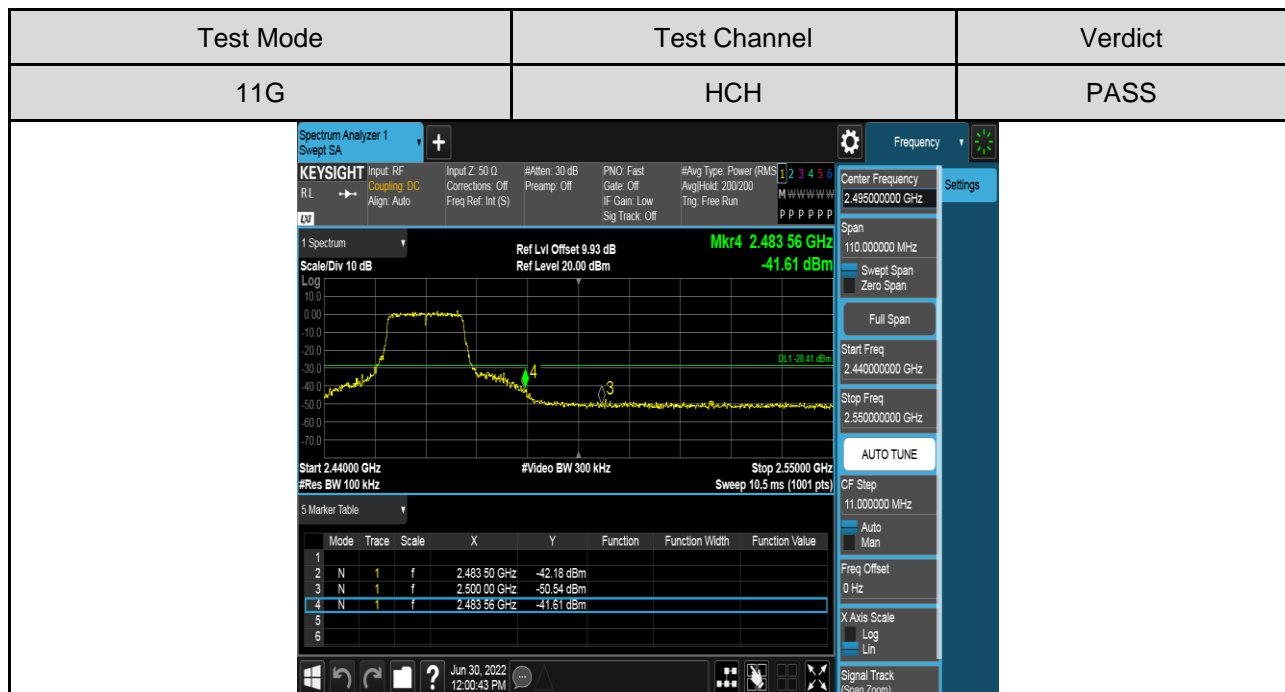 Test Mode Test Channel Verdict
11G HCH PASS
Spectrum Analyzer 1
Swept SA
+
Frequency
KEYSIGHT
RL
LXI
Input: RF
Coupling: DC
Align: Auto
Input Z: 50 Ω
Corrections: Off
Freq Ref: Int (S)
#Atten: 30 dB
Preamp: Off
PNO: Fast
Gate: Off
IF Gain: Low
Sig Track: Off
#Avg Type: Power (RMS
Avg|Hold: 200/200
Trig: Free Run
1 2 3 4 5 6
M W W W W W
P P P P P P
1 Spectrum
Scale/Div 10 dB
Ref Lvl Offset 9.93 dB
Ref Level 20.00 dBm
Mkr4 2.483 56 GHz
-41.61 dBm
Log
10.0
0.00
-10.0
-20.0
-30.0
-40.0
-50.0
-60.0
-70.0
DL1 -28.41 dBm
4
3
Start 2.44000 GHz #Video BW 300 kHz Stop 2.55000 GHz
#Res BW 100 kHz Sweep 10.5 ms (1001 pts)
5 Marker Table
Mode Trace Scale X Y Function Function Width Function Value
1
2 N 1 f 2.483 50 GHz -42.18 dBm
3 N 1 f 2.500 00 GHz -50.54 dBm
4 N 1 f 2.483 56 GHz -41.61 dBm
5
6
?
Jun 30, 2022
12:00:43 PM
Center Frequency
2.495000000 GHz
Settings
Span
110.000000 MHz
Swept Span
Zero Span
Full Span
Start Freq
2.440000000 GHz
Stop Freq
2.550000000 GHz
AUTO TUNE
CF Step
11.000000 MHz
Auto
Man
Freq Offset
0 Hz
X Axis Scale
Log
Lin
Signal Track
(Span Zoom)